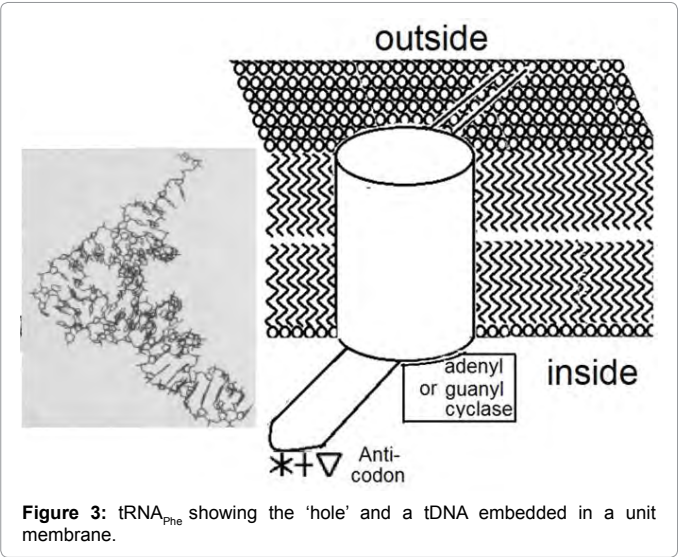 outside
adenyl
or guanyl
cyclase
inside
Anti-
codon
Figure 3: tRNAPhe showing the ‘hole’ and a tDNA embedded in a unit
membrane.